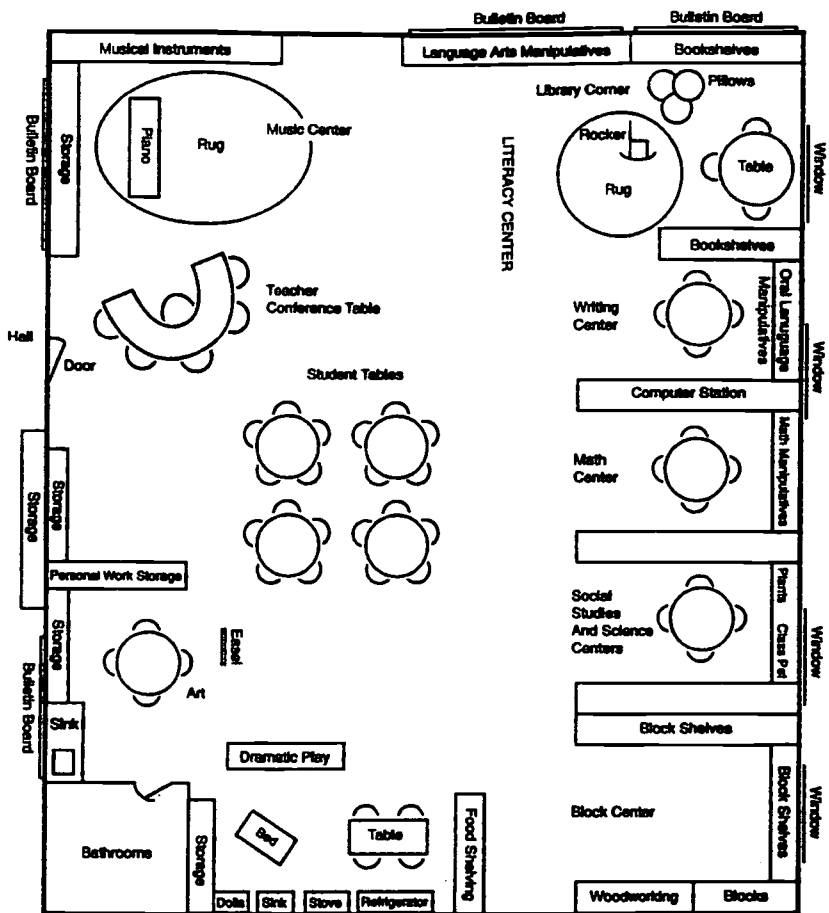 Bulletin Board
Bulletin Board
Musical Instruments
Language Arts Manipulatives
Bookshelves
Library Corner
Pillows
Bulletin Board
Storage
Piano
Rug
Music Center
LITERACY CENTER
Rocker
Rug
Table
Window
Bookshelves
Teacher
Conference Table
Writing
Center
Oral Lanuguage
Manipulatives
Window
Hall
Door
Student Tables
Computer Station
Math
Center
Math Manipulatives
Storage
Storage
Personal Work Storage
Social
Studies
And Science
Centers
Plants
Class Pet
Window
Storage
Easel
Art
Bulletin Board
Sink
Block Shelves
Dramatic Play
Block Center
Block Shelves
Window
Bathrooms
Storage
Bed
Table
Food Shelving
Dolls
Sink
Stove
Refrigerator
Woodworking
Blocks